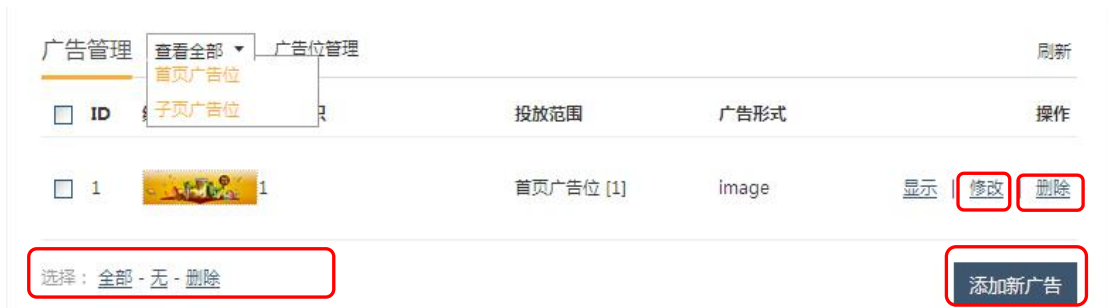 广告管理 查看全部 ▼ 广告位管理 刷新
首页广告位
子页广告位
ID 投放范围 广告形式 操作
1 1 首页广告位 [1] image 显示 | 修改 | 删除
选择： 全部 - 无 - 删除 添加新广告